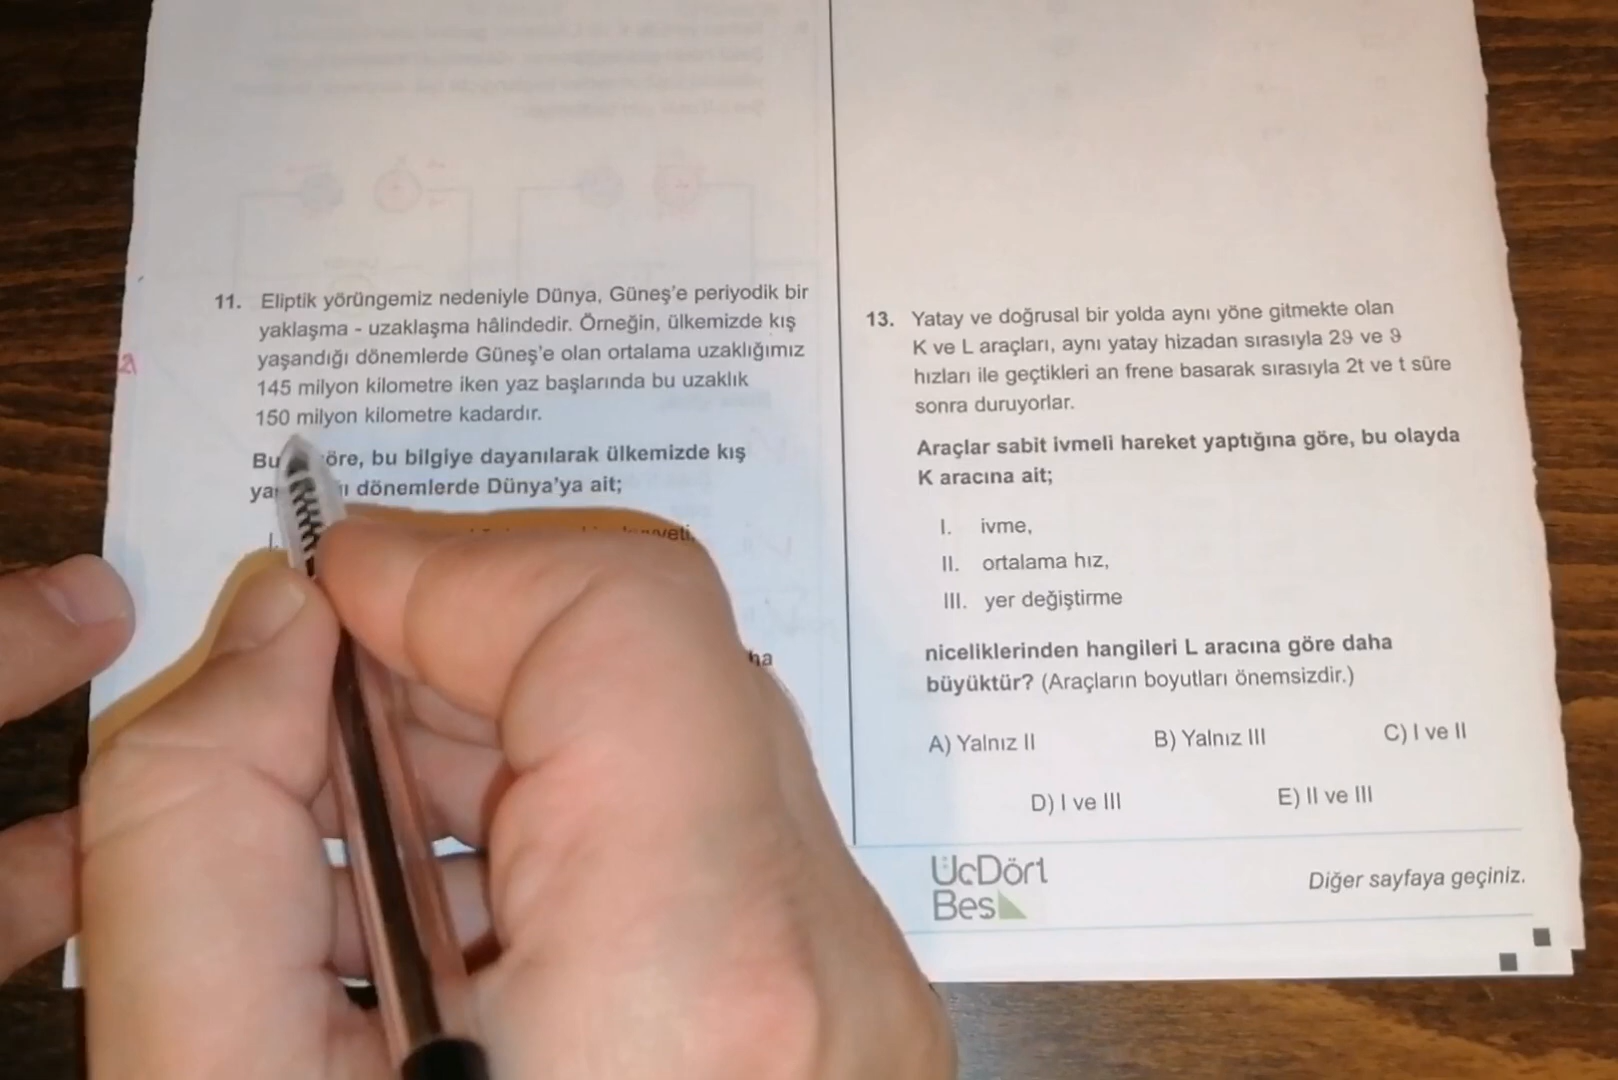 11. Eliptik yörüngemiz nedeniyle Dünya, Güneş'e periyodik bir
yaklaşma - uzaklaşma hâlindedir. Örneğin, ülkemizde kış
yaşandığı dönemlerde Güneş'e olan ortalama uzaklığımız
145 milyon kilometre iken yaz başlarında bu uzaklık
150 milyon kilometre kadardır.
bu bilgiye dayanılarak ülkemizde kış
dönemlerde Dünya'ya ait;
I.
13. Yatay ve doğrusal bir yolda aynı yöne gitmekte olan
K ve L araçları, aynı yatay hizadan sırasıyla 2ϑ ve ϑ
hızları ile geçtikleri an frene basarak sırasıyla 2t ve t süre
sonra duruyorlar.
Araçlar sabit ivmeli hareket yaptığına göre, bu olayda
K aracına ait;
I. ivme,
II. ortalama hız,
III. yer değiştirme
niceliklerinden hangileri L aracına göre daha
büyüktür? (Araçların boyutları önemsizdir.)
A) Yalnız II B) Yalnız III C) I ve II
D) I ve III E) II ve III
ÜçDört
Beş
Diğer sayfaya geçiniz.